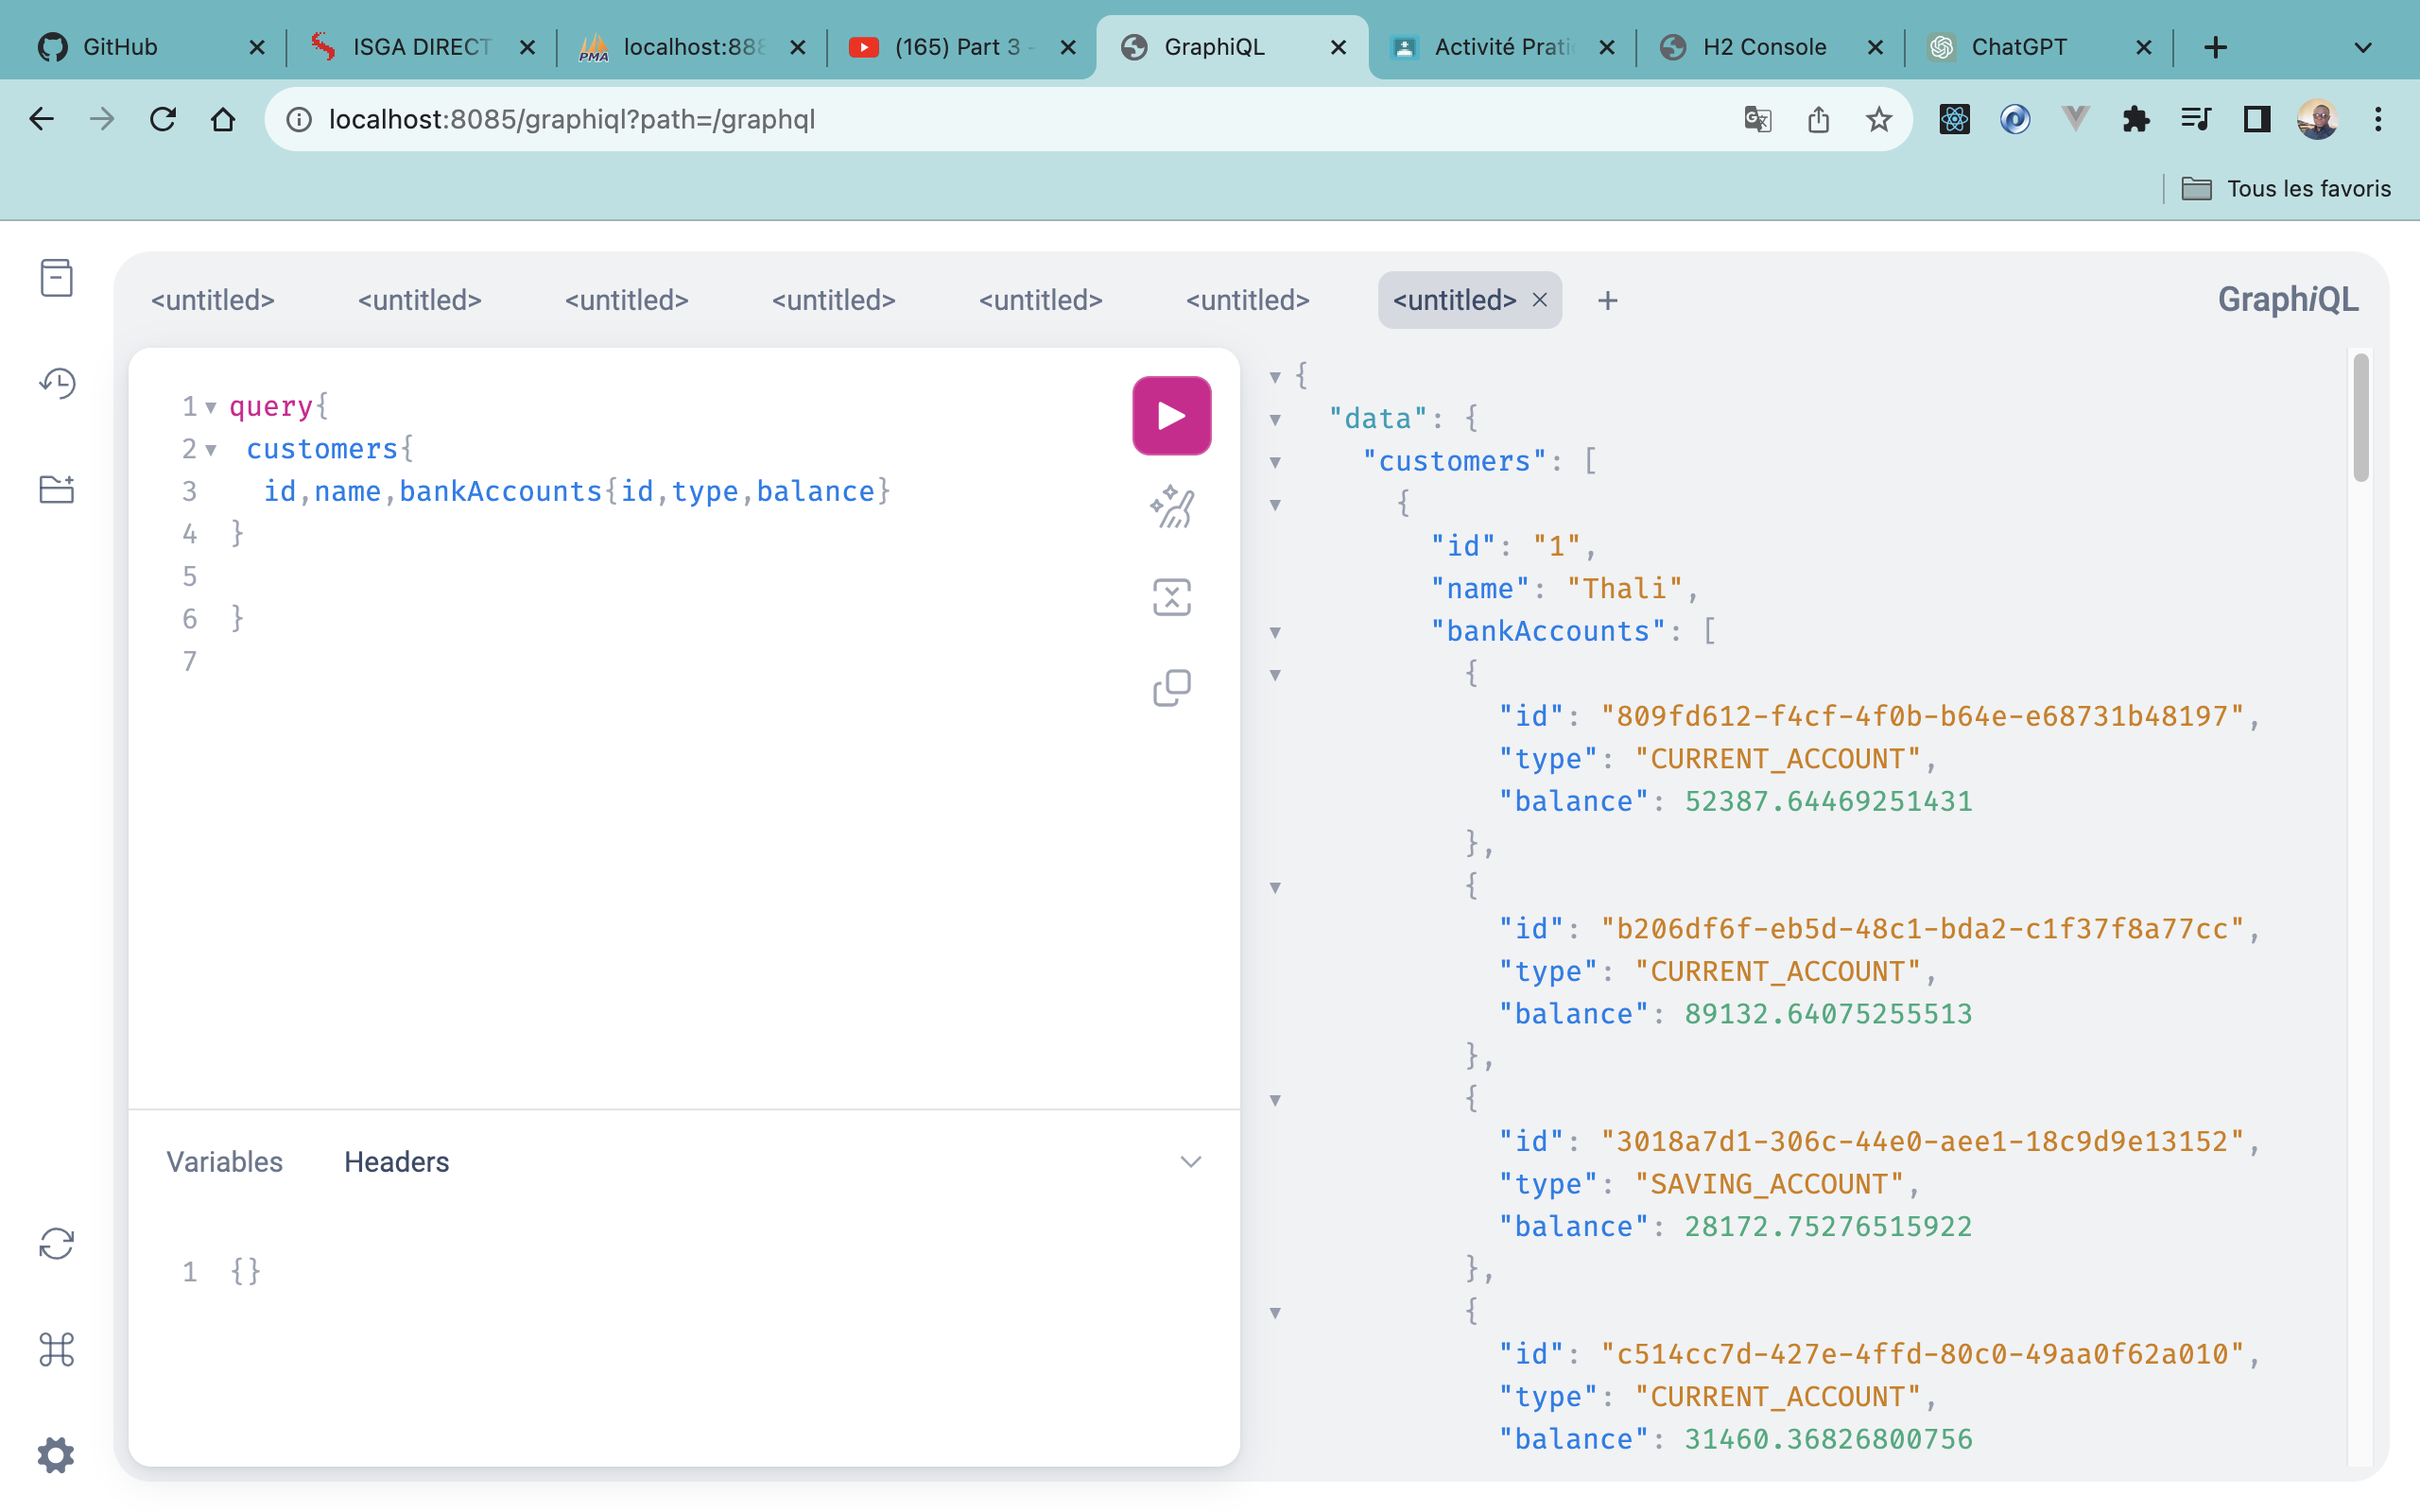 GitHub
ISGA DIRECT
PMA localhost:888
(165) Part 3 -
GraphiQL
Activité Prati
H2 Console
ChatGPT
localhost:8085/graphiql?path=/graphql
Tous les favoris
<untitled> <untitled> <untitled> <untitled> <untitled> <untitled> <untitled> + GraphiQL
1 query{
2 customers{
3 id,name,bankAccounts{id,type,balance}
4 }
5
6 }
7
Variables Headers
1 {}
{
"data": {
"customers": [
{
"id": "1",
"name": "Thali",
"bankAccounts": [
{
"id": "809fd612-f4cf-4f0b-b64e-e68731b48197",
"type": "CURRENT_ACCOUNT",
"balance": 52387.64469251431
},
{
"id": "b206df6f-eb5d-48c1-bda2-c1f37f8a77cc",
"type": "CURRENT_ACCOUNT",
"balance": 89132.64075255513
},
{
"id": "3018a7d1-306c-44e0-aee1-18c9d9e13152",
"type": "SAVING_ACCOUNT",
"balance": 28172.75276515922
},
{
"id": "c514cc7d-427e-4ffd-80c0-49aa0f62a010",
"type": "CURRENT_ACCOUNT",
"balance": 31460.36826800756